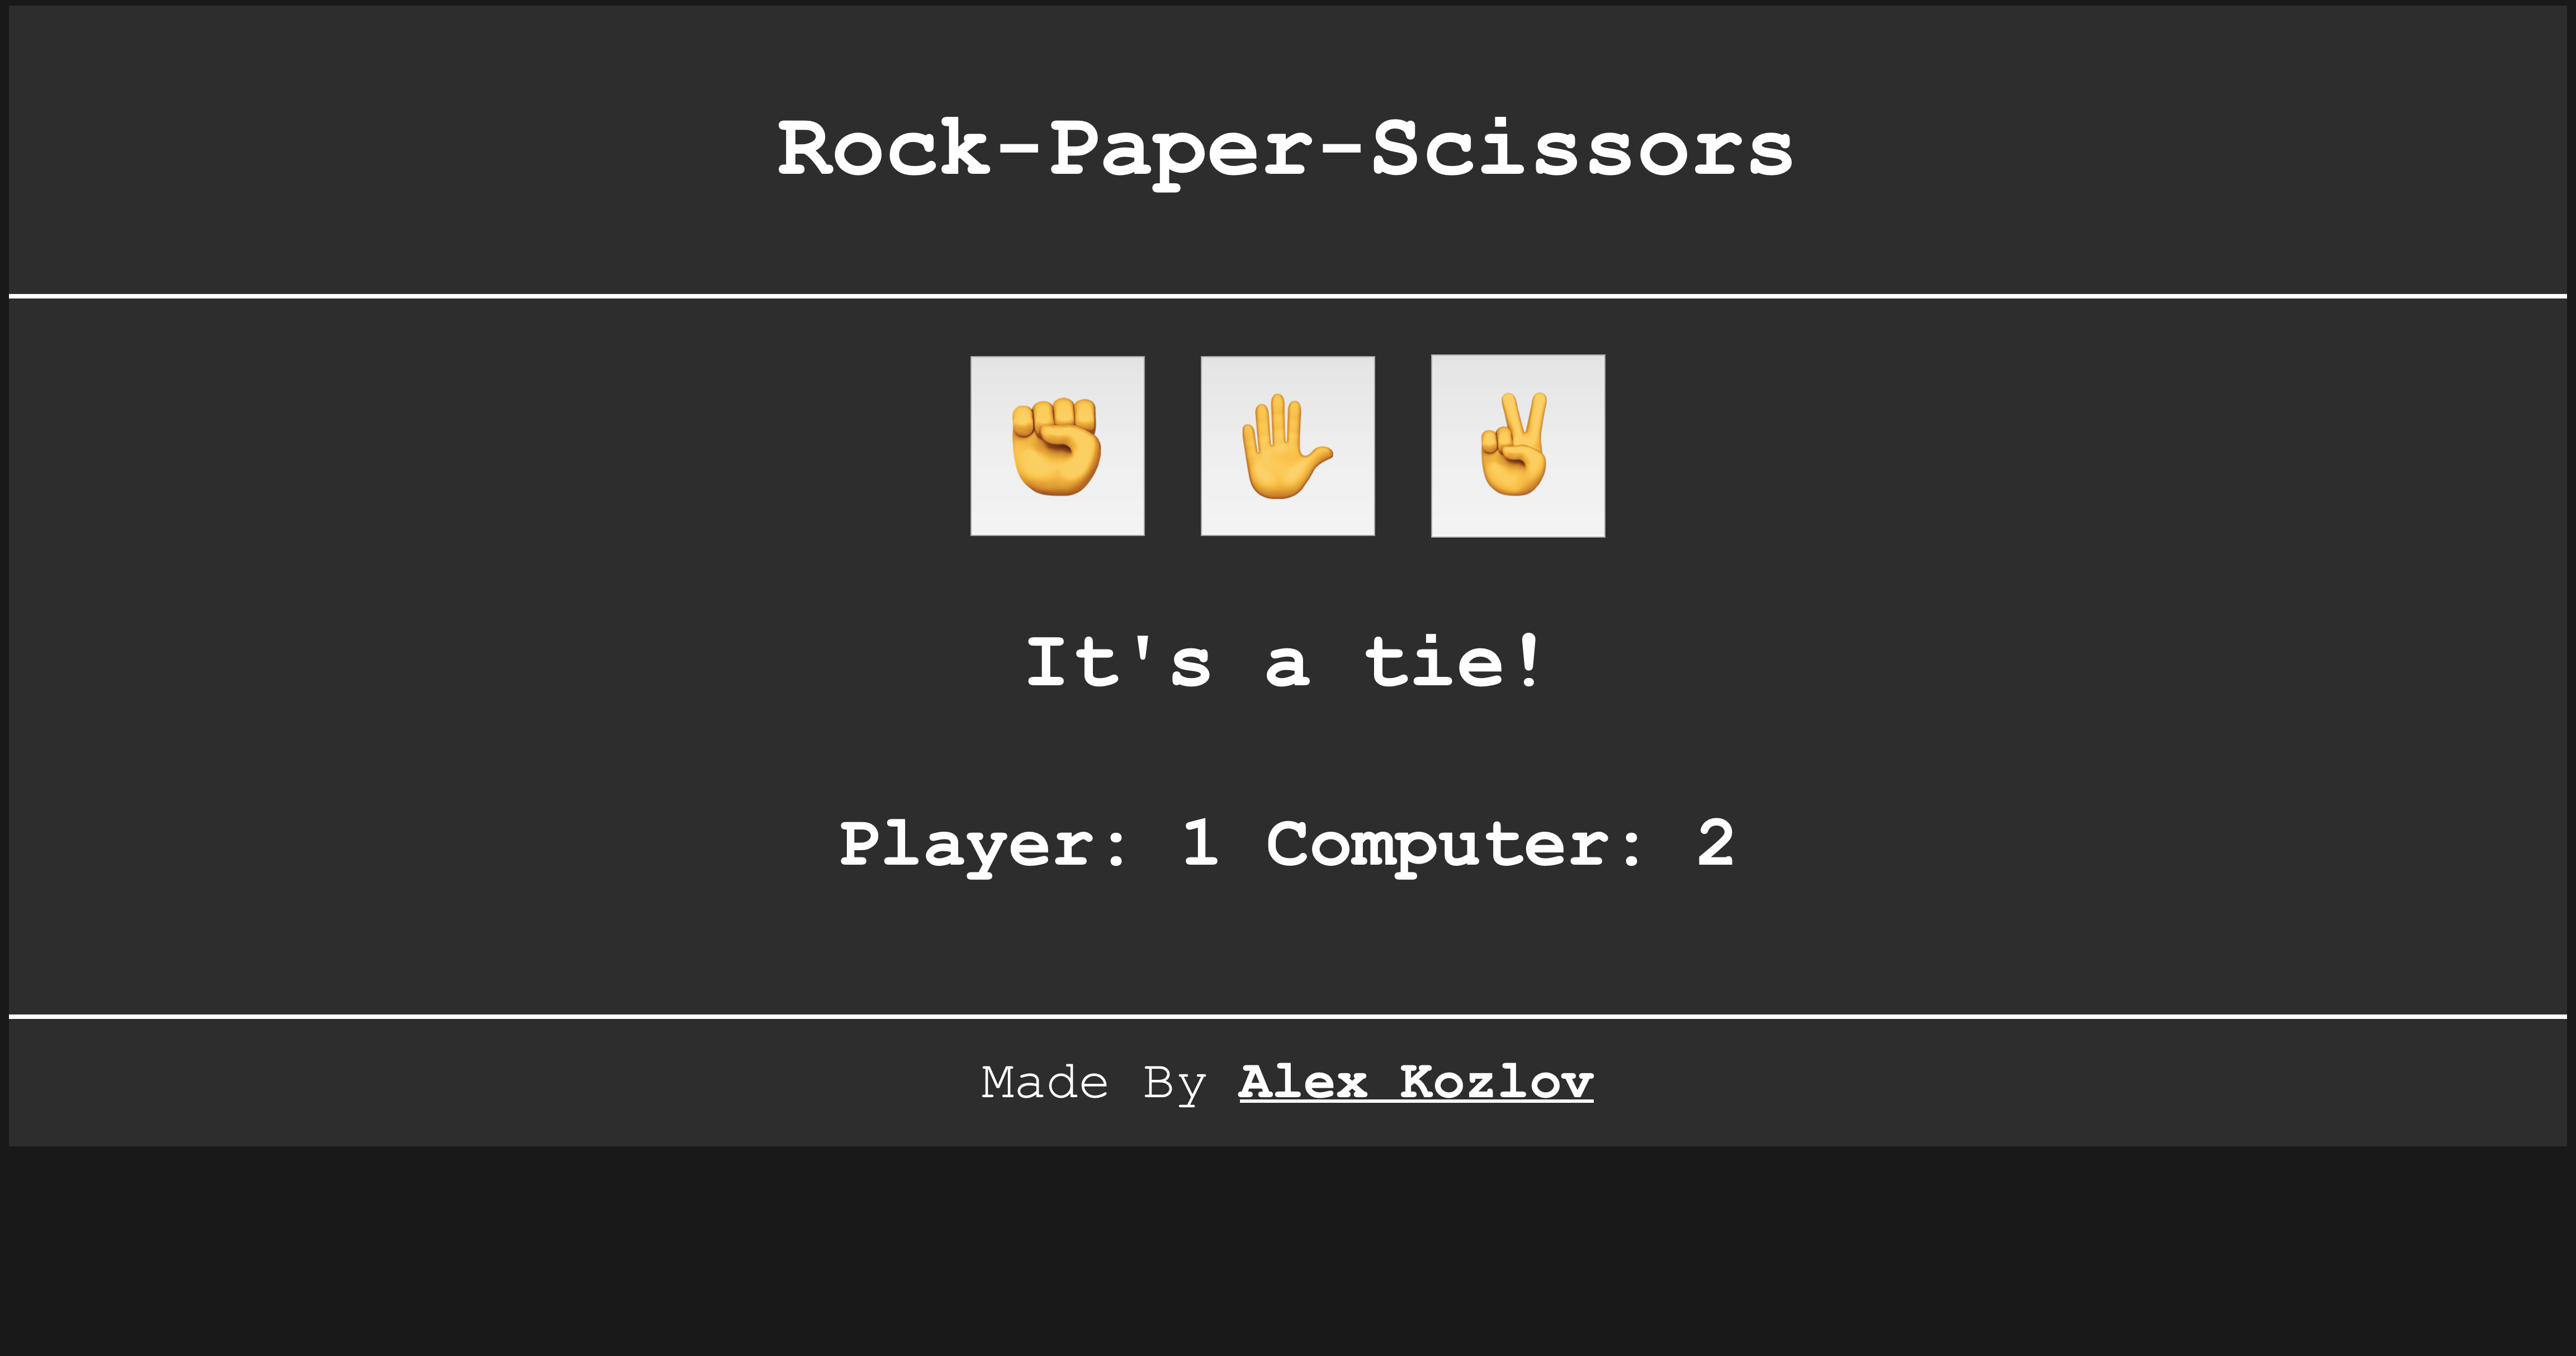 Rock-Paper-Scissors
It's a tie!
Player: 1 Computer: 2
Made By Alex Kozlov